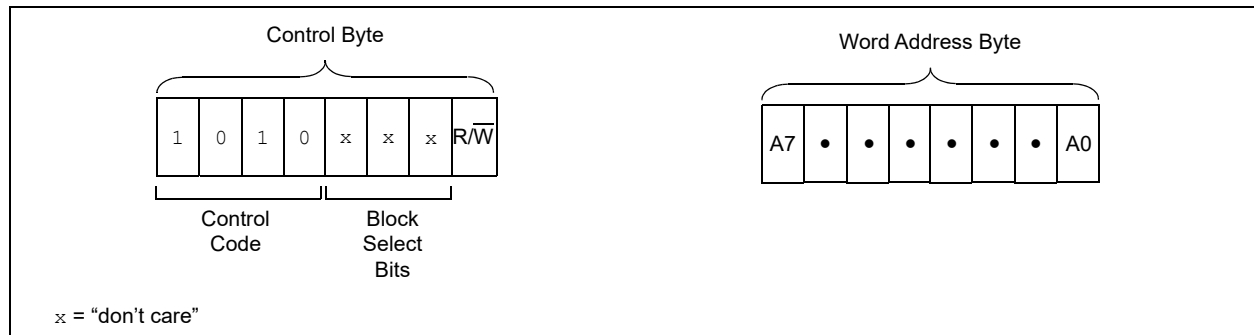 Control Byte
Word Address Byte
1 0 1 0 x x x R/W̅
A7 • • • • • • A0
Control
Code
Block
Select
Bits
x = “don’t care”